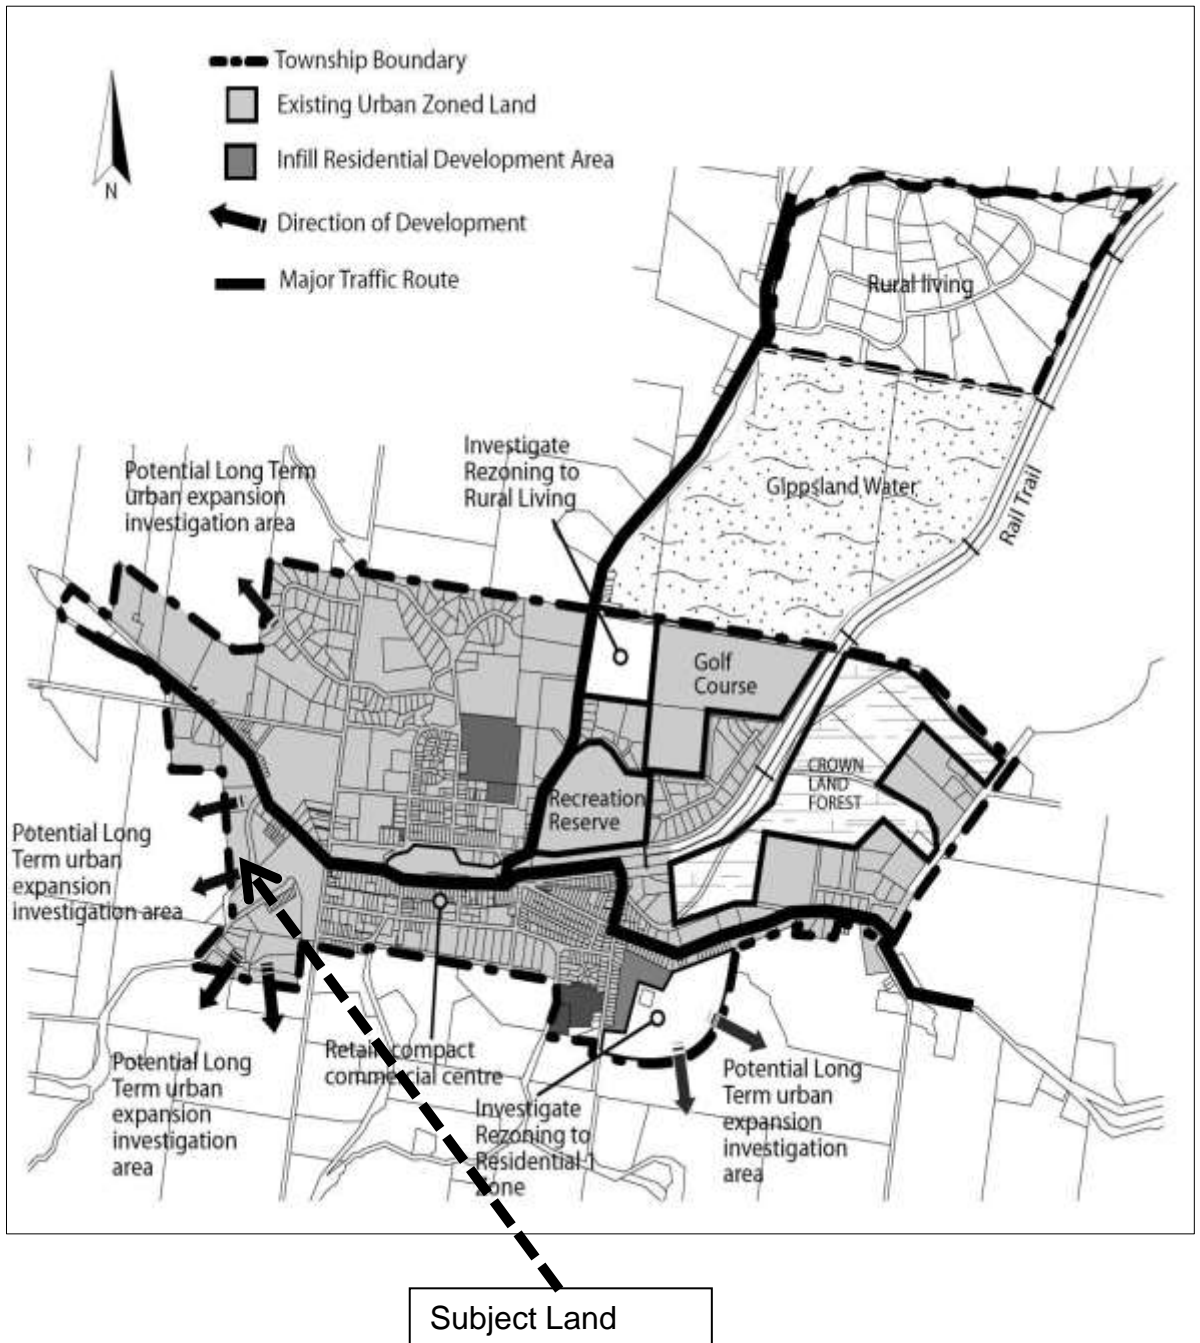 Township Boundary
Existing Urban Zoned Land
Infill Residential Development Area
Direction of Development
Major Traffic Route
N
Rural living
Investigate
Rezoning to
Rural Living
Gippsland Water
Rail Trail
Potential Long Term
urban expansion
investigation area
Golf
Course
CROWN
LAND
FOREST
Recreation
Reserve
Potential Long
Term urban
expansion
investigation area
Retain compact
commercial centre
Potential Long
Term urban
expansion
investigation
area
Investigate
Rezoning to
Residential 1
Zone
Potential Long
Term urban
expansion
investigation
area
Subject Land